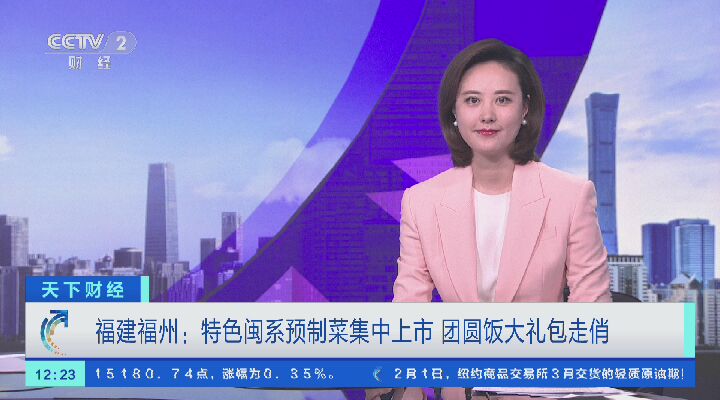 CCTV 2
财经
天下财经
福建福州：特色闽系预制菜集中上市 团圆饭大礼包走俏
12:23 15180.74点，涨幅为0.35%。 2月1日，纽约商品交易所3月交货的轻质原油期